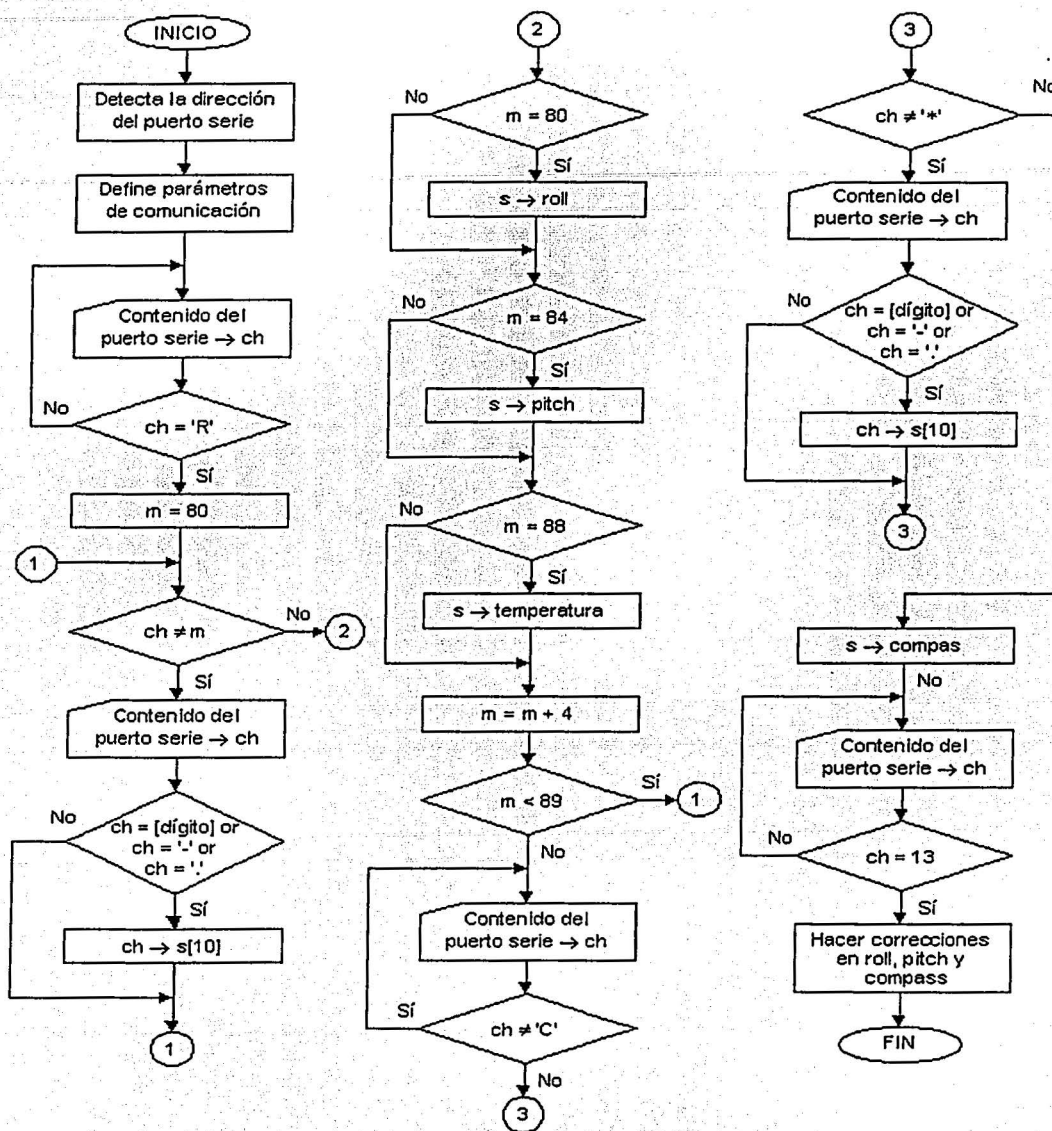 INICIO
Detecta la dirección
del puerto serie
Define parámetros
de comunicación
Contenido del
puerto serie → ch
No
ch = 'R'
Sí
m = 80
1
ch ≠ m
No
2
Sí
Contenido del
puerto serie → ch
No
ch = [dígito] or
ch = '-' or
ch = '.'
Sí
ch → s[10]
1
2
No
m = 80
Sí
s → roll
No
m = 84
Sí
s → pitch
No
m = 88
Sí
s → temperatura
m = m + 4
m < 89
Sí
1
No
Contenido del
puerto serie → ch
Sí
ch ≠ 'C'
No
3
3
No
ch ≠ '*'
Sí
Contenido del
puerto serie → ch
No
ch = [dígito] or
ch = '-' or
ch = '.'
Sí
ch → s[10]
3
s → compas
No
Contenido del
puerto serie → ch
No
ch = 13
Sí
Hacer correcciones
en roll, pitch y
compass
FIN